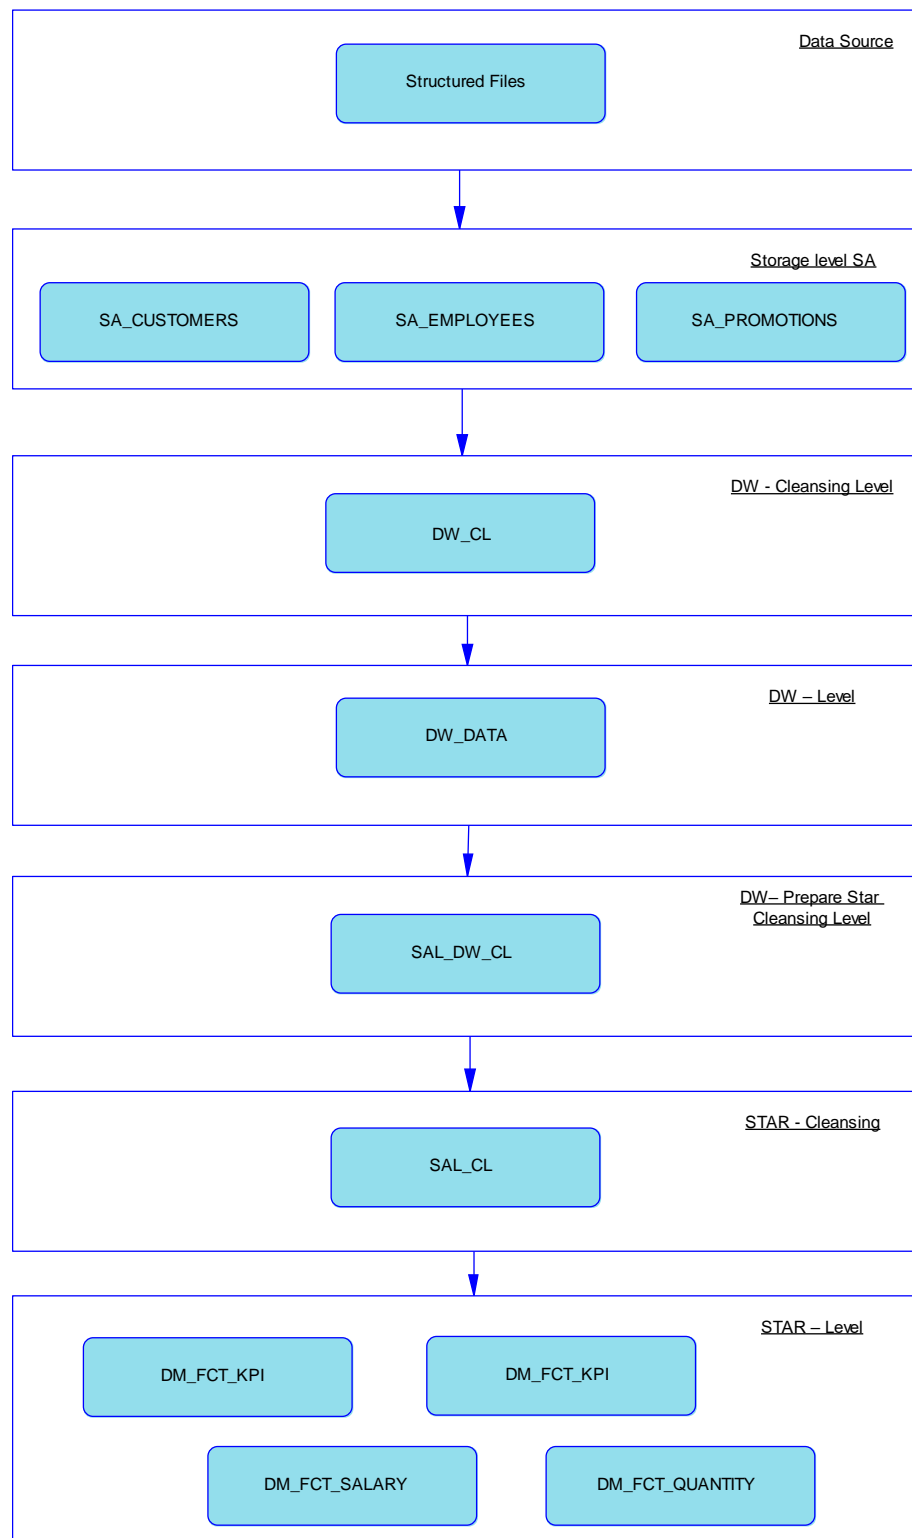 Data Source
Structured Files
Storage level SA
SA_CUSTOMERS
SA_EMPLOYEES
SA_PROMOTIONS
DW - Cleansing Level
DW_CL
DW – Level
DW_DATA
DW– Prepare Star
Cleansing Level
SAL_DW_CL
STAR - Cleansing
SAL_CL
STAR – Level
DM_FCT_KPI
DM_FCT_KPI
DM_FCT_SALARY
DM_FCT_QUANTITY